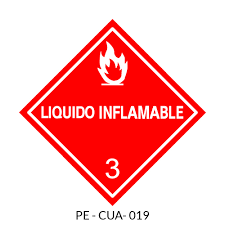 LIQUIDO INFLAMABLE
3
PE - CUA- 019